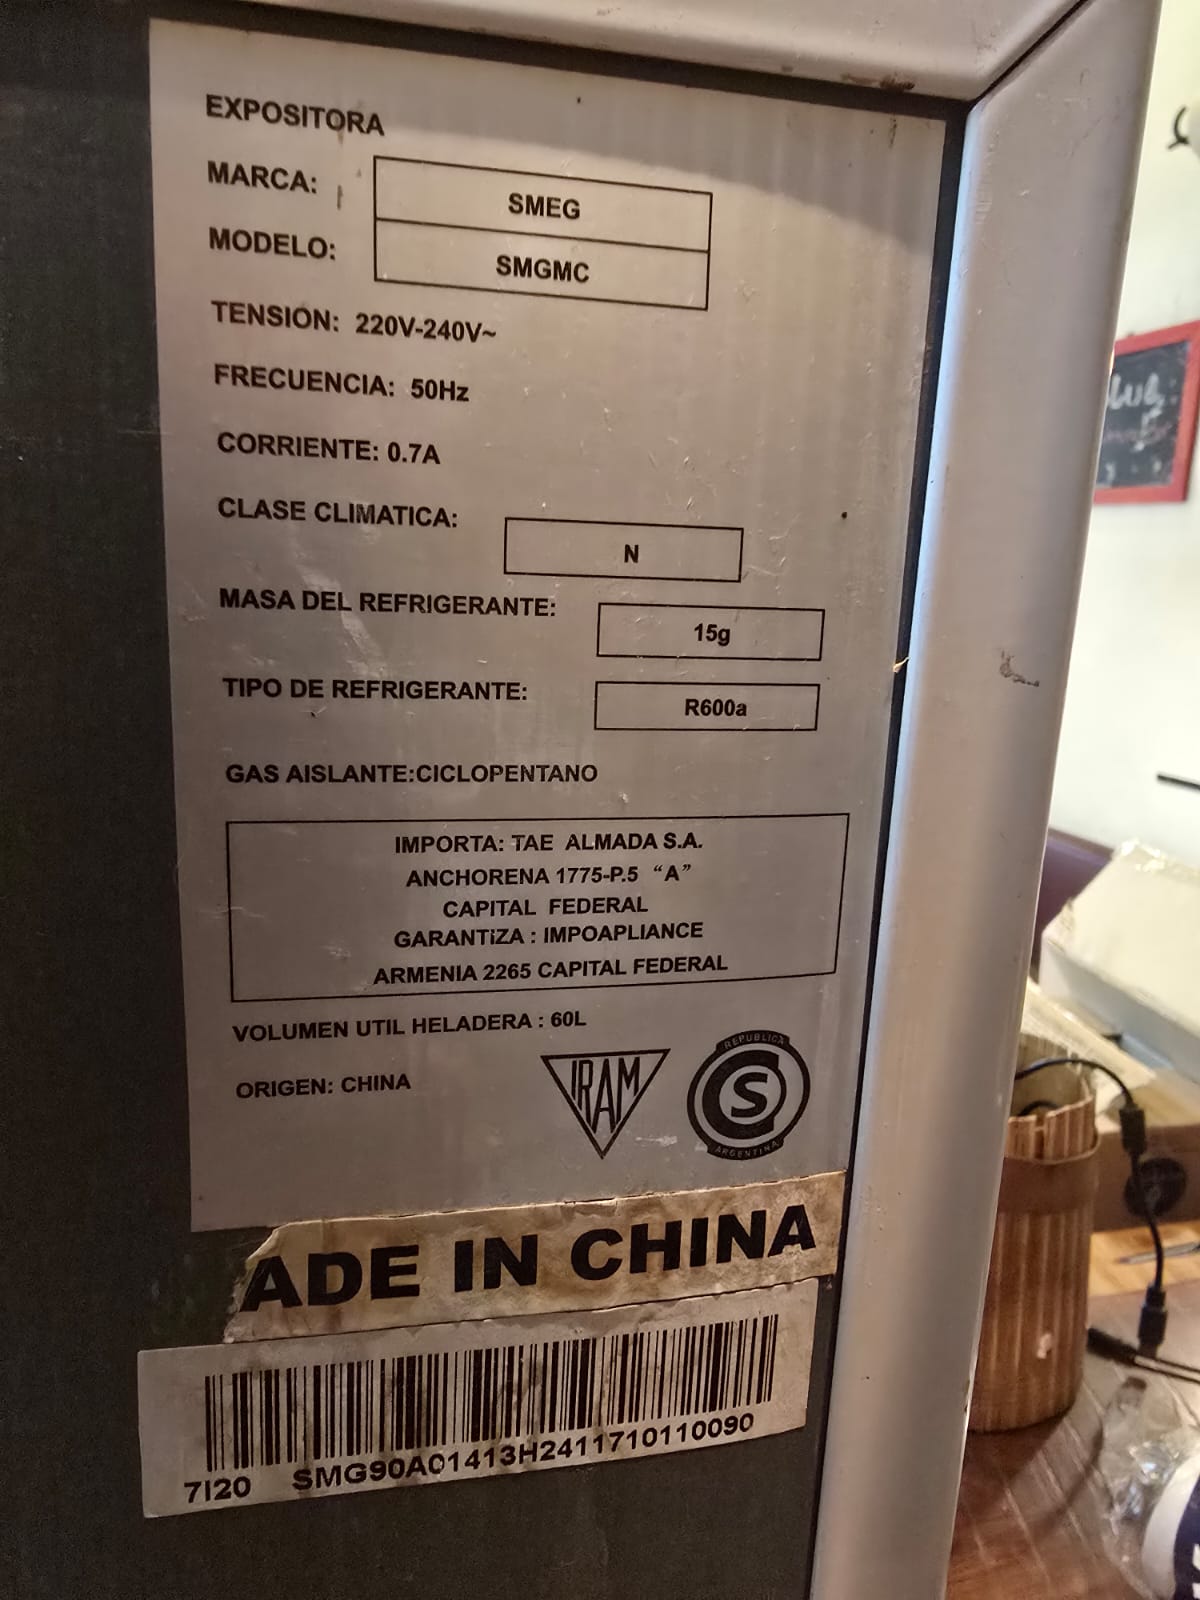 EXPOSITORA
MARCA: SMEG
MODELO: SMGMC
TENSION: 220V-240V~
FRECUENCIA: 50Hz
CORRIENTE: 0.7A
CLASE CLIMATICA: N
MASA DEL REFRIGERANTE: 15g
TIPO DE REFRIGERANTE: R600a
GAS AISLANTE:CICLOPENTANO
IMPORTA: TAE ALMADA S.A.
ANCHORENA 1775-P.5 “A”
CAPITAL FEDERAL
GARANTiZA : IMPOAPLIANCE
ARMENIA 2265 CAPITAL FEDERAL
VOLUMEN UTIL HELADERA : 60L
ORIGEN: CHINA
IRAM
REPUBLICA
S
ARGENTINA
ADE IN CHINA
7I20 SMG90A01413H2411710110090